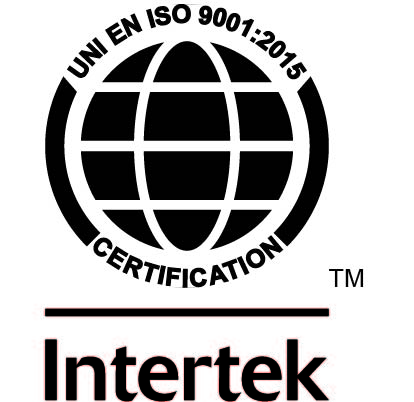 UNI EN ISO 9001:2015
CERTIFICATION
TM
Intertek